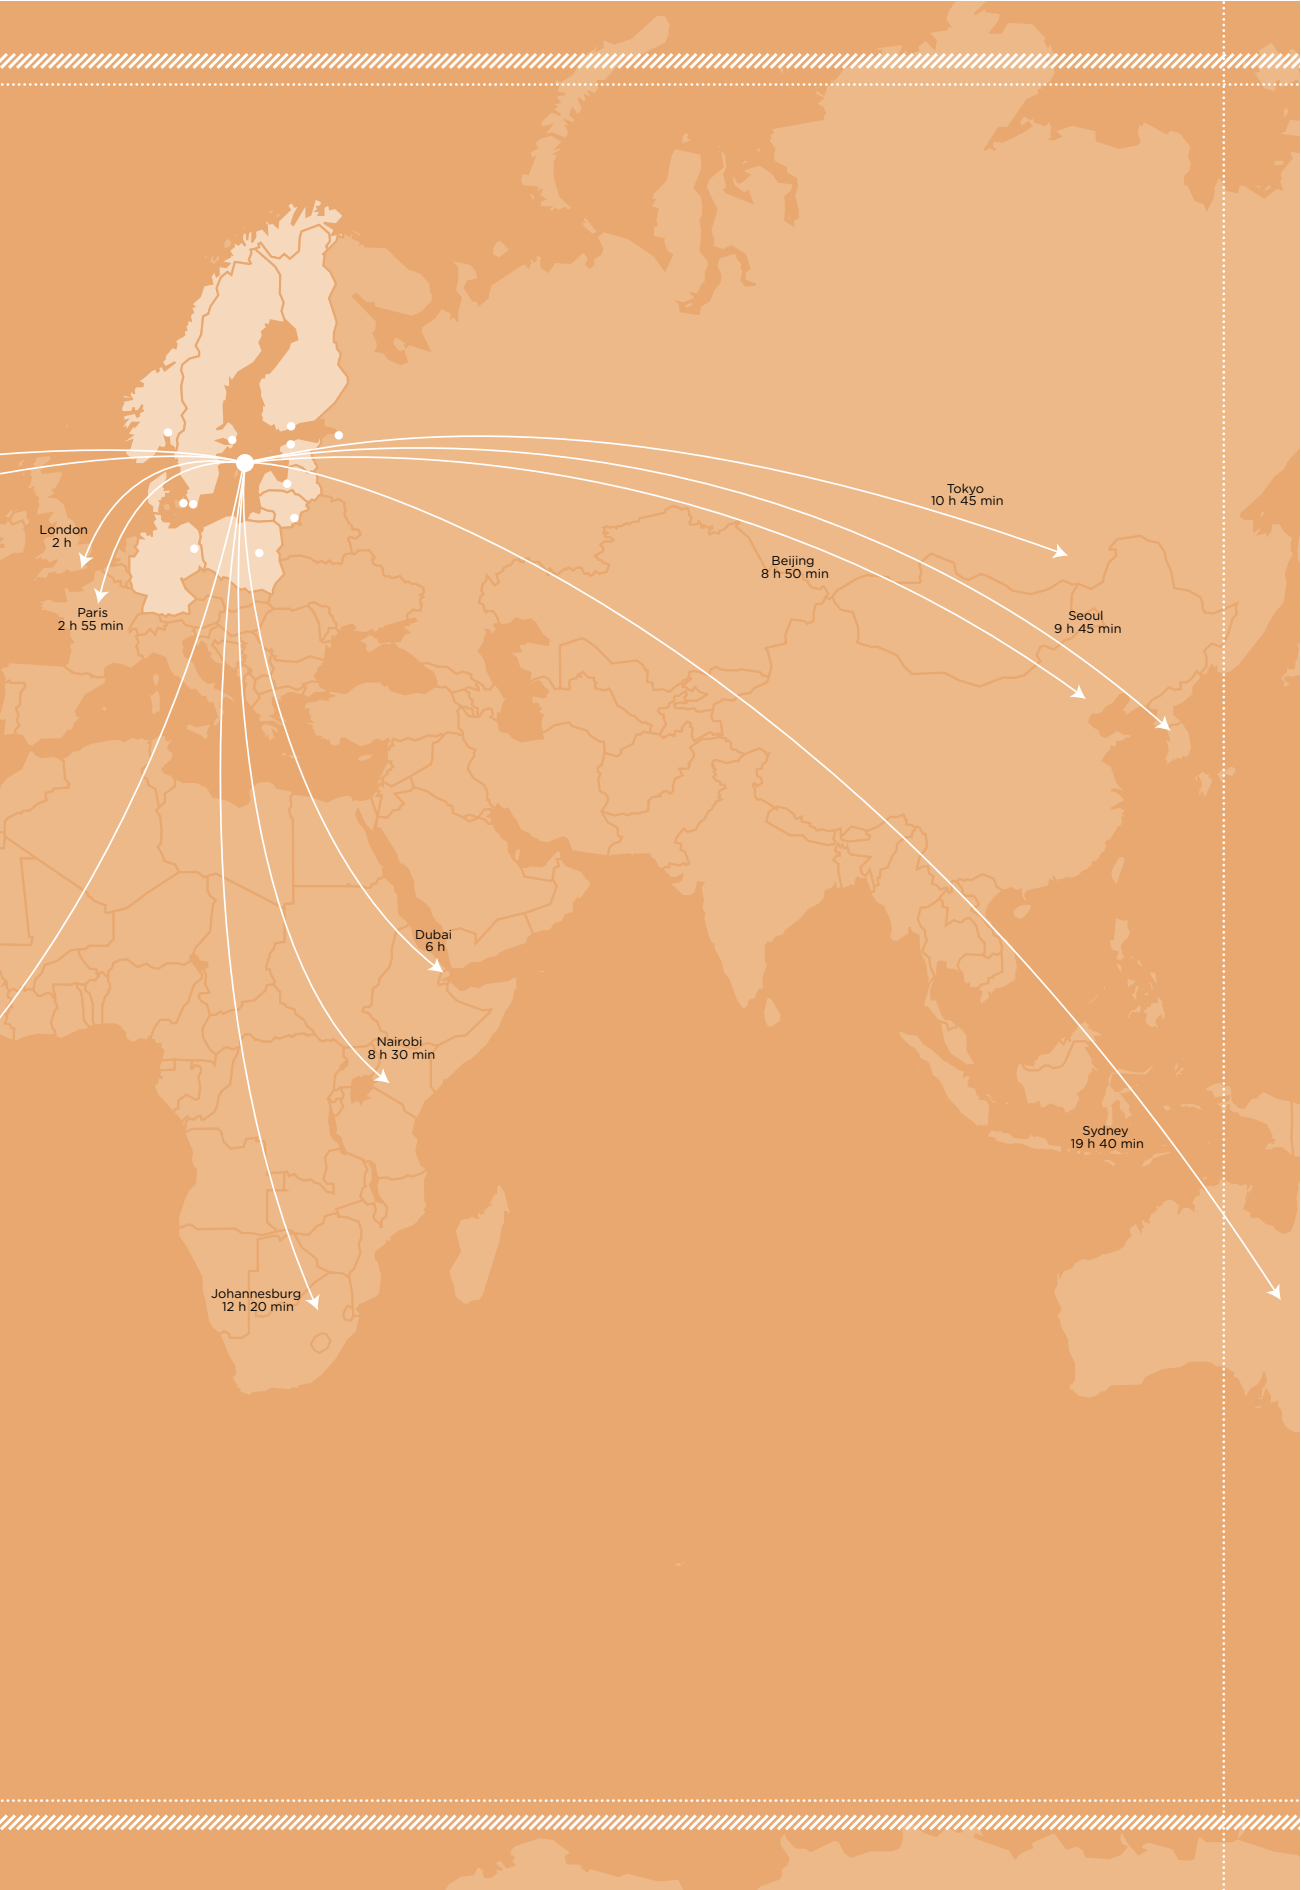 Tokyo
10 h 45 min
London
2 h
Beijing
8 h 50 min
Paris
2 h 55 min
Seoul
9 h 45 min
Dubai
6 h
Nairobi
8 h 30 min
Sydney
19 h 40 min
Johannesburg
12 h 20 min